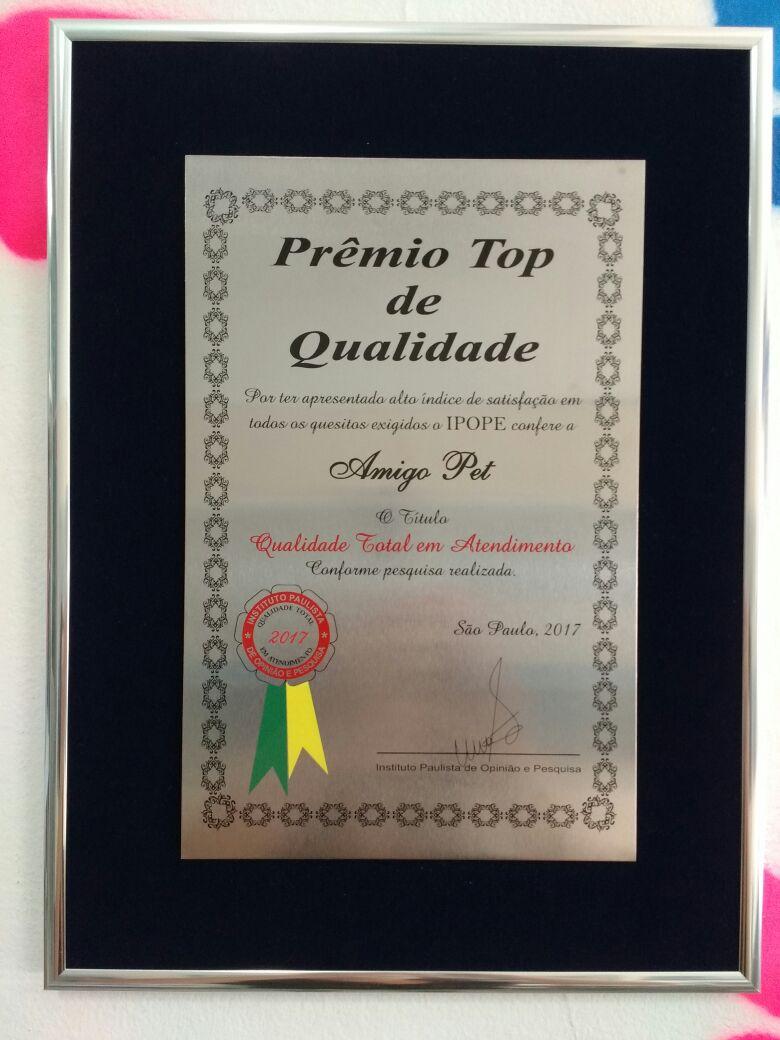 Prêmio Top
de
Qualidade
Por ter apresentado alto índice de satisfação em
todos os quesitos exigidos o IPOPE confere a
Amigo Pet
O Título
Qualidade Total em Atendimento
Conforme pesquisa realizada.
INSTITUTO PAULISTA
QUALIDADE TOTAL
2017
EM ATENDIMENTO
DE OPINIÃO E PESQUISA
São Paulo, 2017
Instituto Paulista de Opinião e Pesquisa